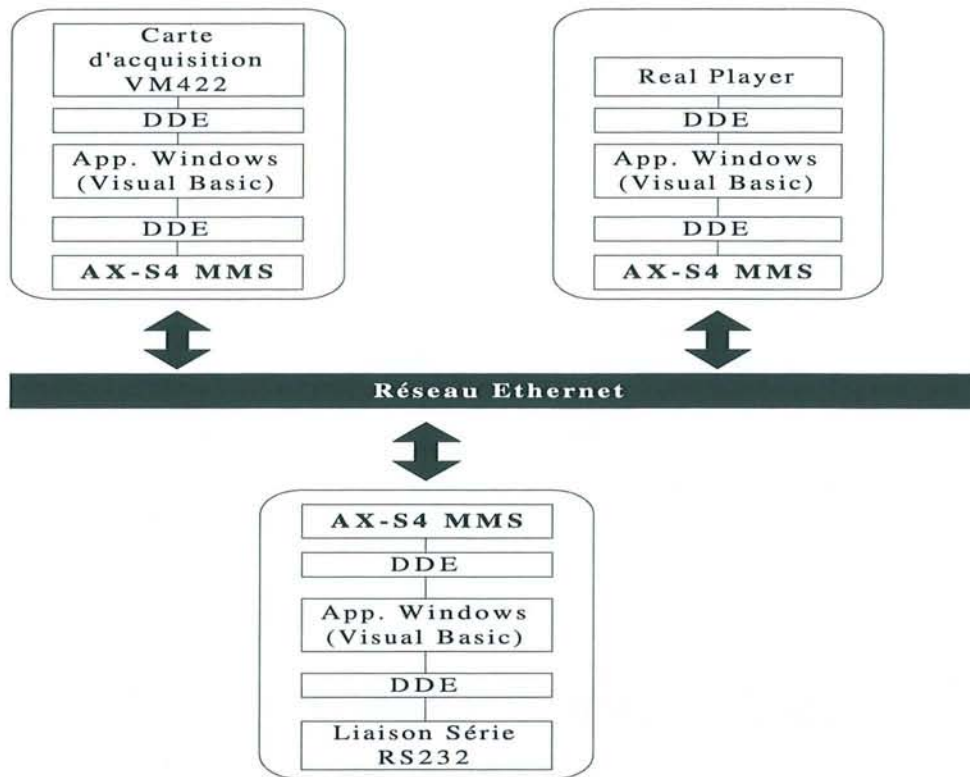 Carte
d'acquisition
VM422
DDE
App. Windows
(Visual Basic)
DDE
AX-S4 MMS
Real Player
DDE
App. Windows
(Visual Basic)
DDE
AX-S4 MMS
Réseau Ethernet
AX-S4 MMS
DDE
App. Windows
(Visual Basic)
DDE
Liaison Série
RS232